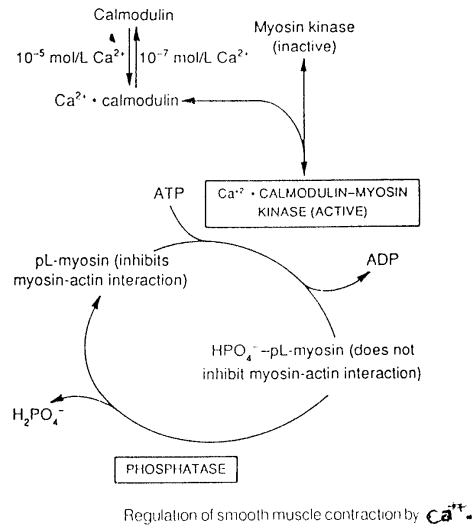 Calmodulin
10⁻⁵ mol/L Ca²⁺ 10⁻⁷ mol/L Ca²⁺
Ca²⁺ • calmodulin
Myosin kinase
(inactive)
Ca⁺² • CALMODULIN–MYOSIN
KINASE (ACTIVE)
ATP
pL-myosin (inhibits
myosin-actin interaction)
ADP
HPO₄⁻–pL-myosin (does not
inhibit myosin-actin interaction)
H₂PO₄⁻
PHOSPHATASE
Regulation of smooth muscle contraction by Ca⁺⁺.